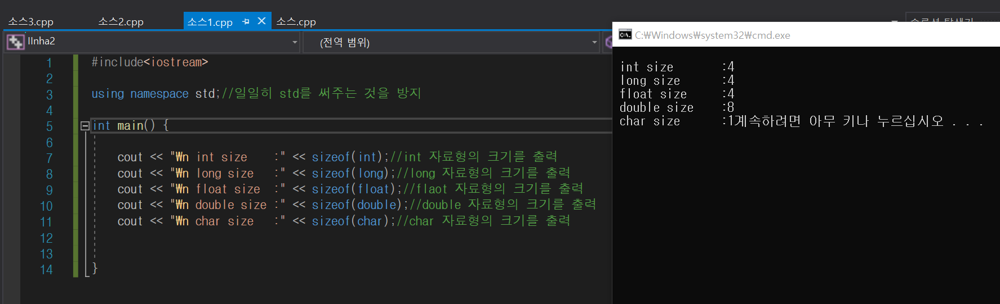 소스3.cpp 소스2.cpp 소스1.cpp 소스.cpp
IInha2 (전역 범위)
1 #include<iostream>
2
3 using namespace std;//일일히 std를 써주는 것을 방지
4
5 int main() {
6
7 cout << "₩n int size :" << sizeof(int);//int 자료형의 크기를 출력
8 cout << "₩n long size :" << sizeof(long);//long 자료형의 크기를 출력
9 cout << "₩n float size :" << sizeof(float);//flaot 자료형의 크기를 출력
10 cout << "₩n double size :" << sizeof(double);//double 자료형의 크기를 출력
11 cout << "₩n char size :" << sizeof(char);//char 자료형의 크기를 출력
12
13
14 }
C:₩Windows₩system32₩cmd.exe
int size :4
long size :4
float size :4
double size :8
char size :1계속하려면 아무 키나 누르십시오 . . .